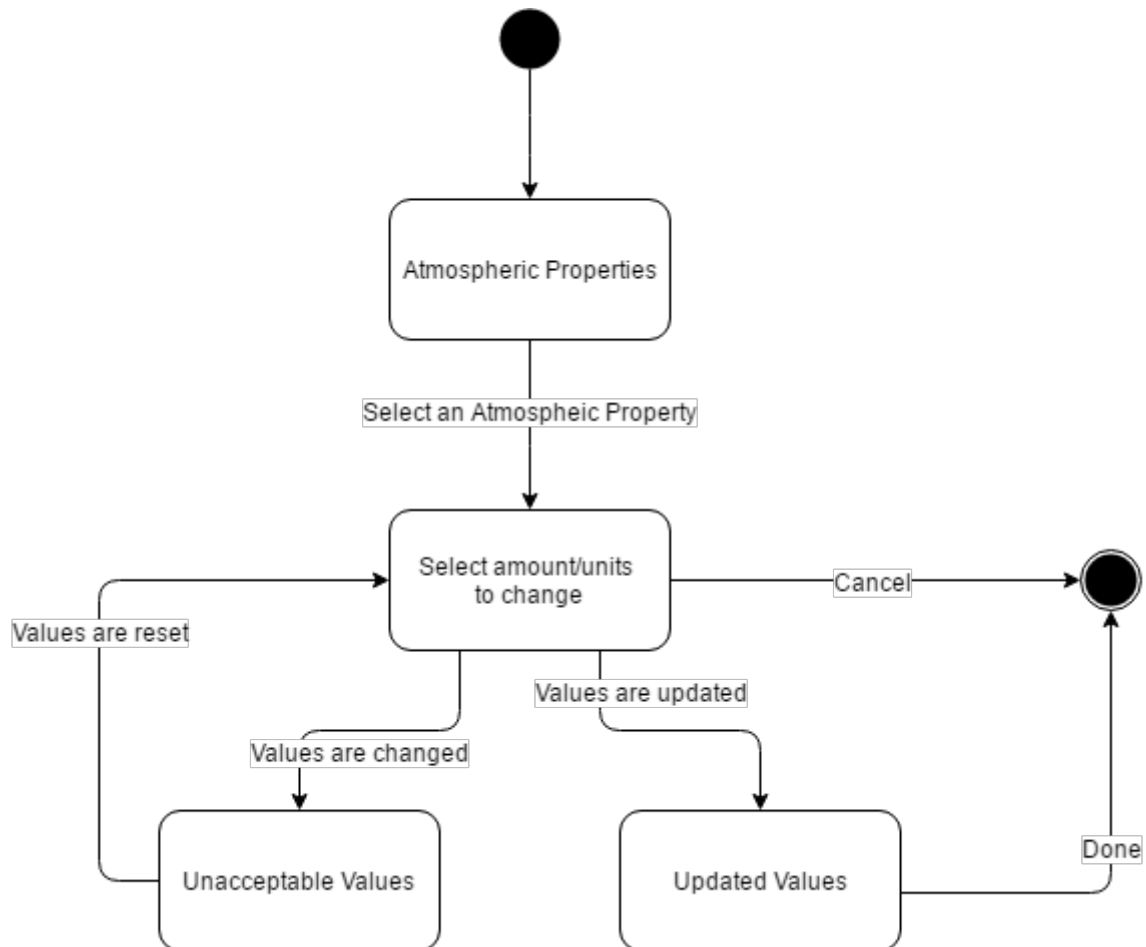 Atmospheric Properties
Select an Atmospheic Property
Select amount/units
to change
Cancel
Values are reset
Values are updated
Values are changed
Done
Unacceptable Values
Updated Values